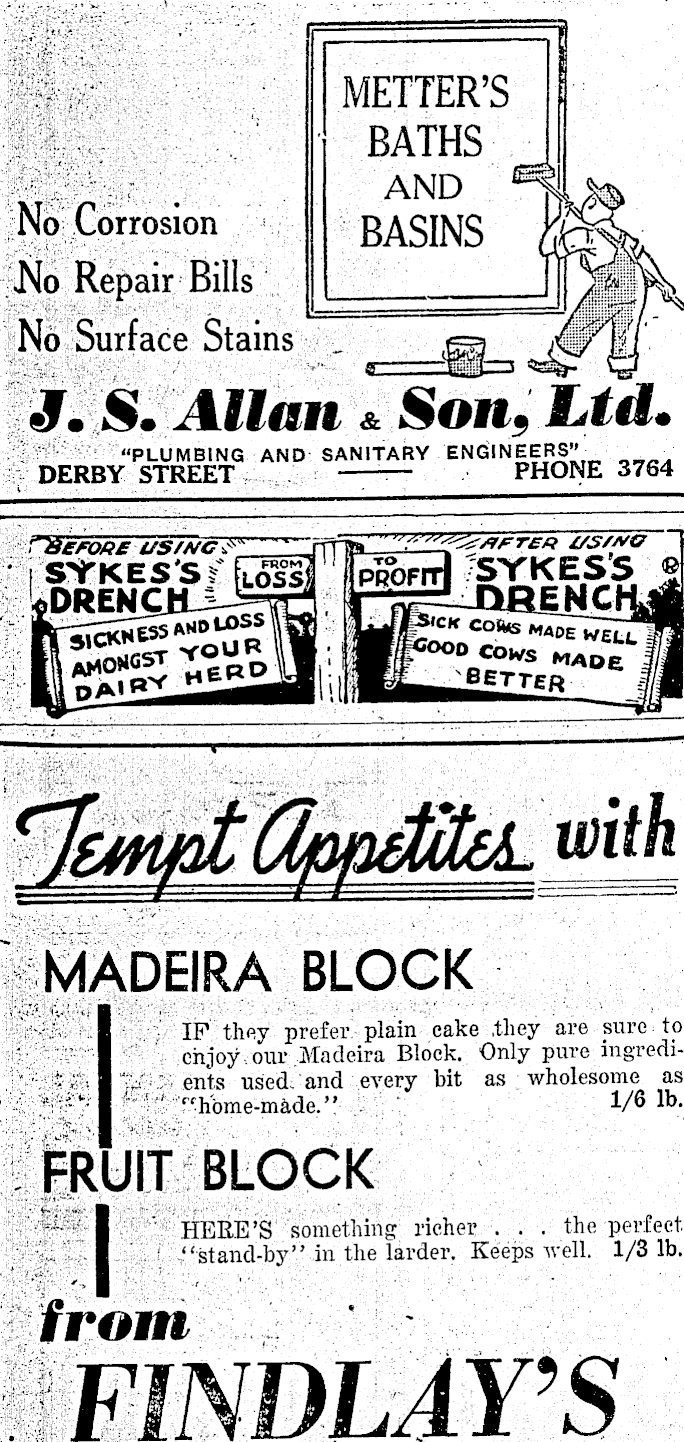 METTER'S
BATHS
AND
BASINS
No Corrosion
No Repair Bills
No Surface Stains
J. S. Allan & Son, Ltd.
"PLUMBING AND SANITARY ENGINEERS"
DERBY STREET PHONE 3764
BEFORE USING
SYKES'S
DRENCH
SICKNESS AND LOSS
AMONGST YOUR
DAIRY HERD
FROM
LOSS
TO
PROFIT
AFTER USING
SYKES'S ®
DRENCH
SICK COWS MADE WELL
GOOD COWS MADE
BETTER
Tempt Appetites with
MADEIRA BLOCK
IF they prefer plain cake they are sure to
enjoy our Madeira Block. Only pure ingredi-
ents used and every bit as wholesome as
"home-made." 1/6 lb.
FRUIT BLOCK
HERE'S something richer . . . the perfect
"stand-by" in the larder. Keeps well. 1/3 lb.
from
FINDLAY'S